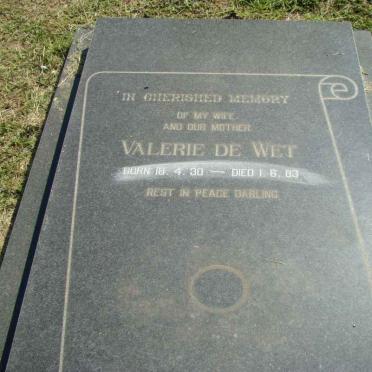 IN CHERISHED MEMORY
OF MY WIFE
AND OUR MOTHER
VALERIE DE WET
BORN 18. 4. 30 — DIED 1. 6. 83
REST IN PEACE DARLING